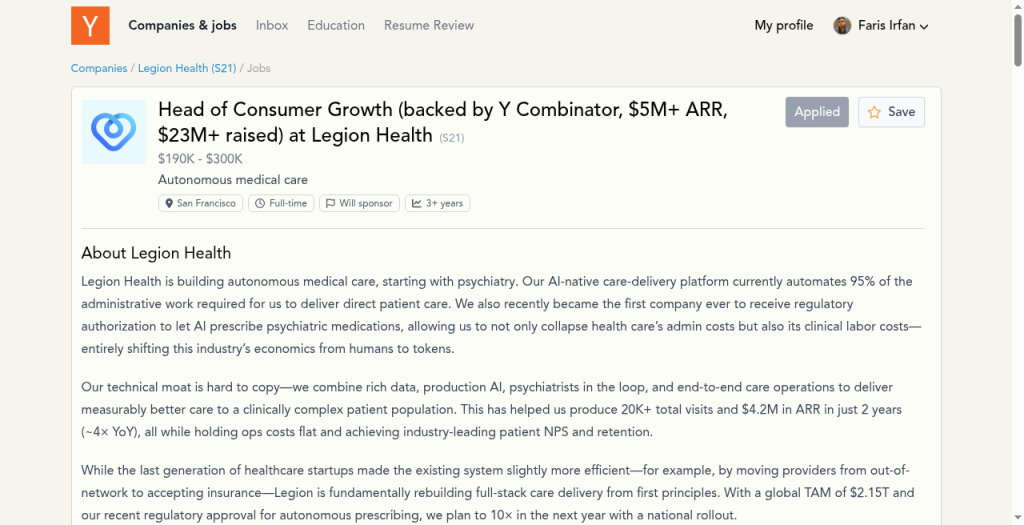 Y
Companies & jobs Inbox Education Resume Review My profile Faris Irfan
Companies / Legion Health (S21) / Jobs
Head of Consumer Growth (backed by Y Combinator, $5M+ ARR,
$23M+ raised) at Legion Health (S21)
Applied
Save
$190K - $300K
Autonomous medical care
San Francisco Full-time Will sponsor 3+ years
About Legion Health
Legion Health is building autonomous medical care, starting with psychiatry. Our AI-native care-delivery platform currently automates 95% of the
administrative work required for us to deliver direct patient care. We also recently became the first company ever to receive regulatory
authorization to let AI prescribe psychiatric medications, allowing us to not only collapse health care's admin costs but also its clinical labor costs—
entirely shifting this industry's economics from humans to tokens.
Our technical moat is hard to copy—we combine rich data, production AI, psychiatrists in the loop, and end-to-end care operations to deliver
measurably better care to a clinically complex patient population. This has helped us produce 20K+ total visits and $4.2M in ARR in just 2 years
(~4× YoY), all while holding ops costs flat and achieving industry-leading patient NPS and retention.
While the last generation of healthcare startups made the existing system slightly more efficient—for example, by moving providers from out-of-
network to accepting insurance—Legion is fundamentally rebuilding full-stack care delivery from first principles. With a global TAM of $2.15T and
our recent regulatory approval for autonomous prescribing, we plan to 10× in the next year with a national rollout.